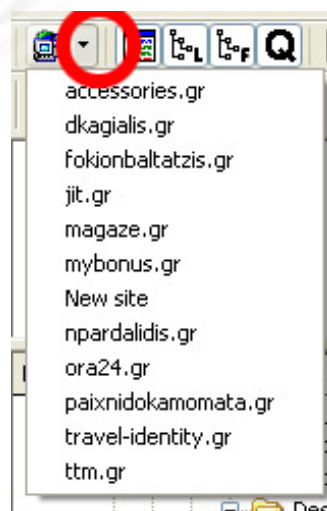 L
F
Q
accessories.gr
dkagialis.gr
fokionbaltatzis.gr
jit.gr
magaze.gr
mybonus.gr
New site
npardalidis.gr
ora24.gr
paixnidokamomata.gr
travel-identity.gr
ttm.gr